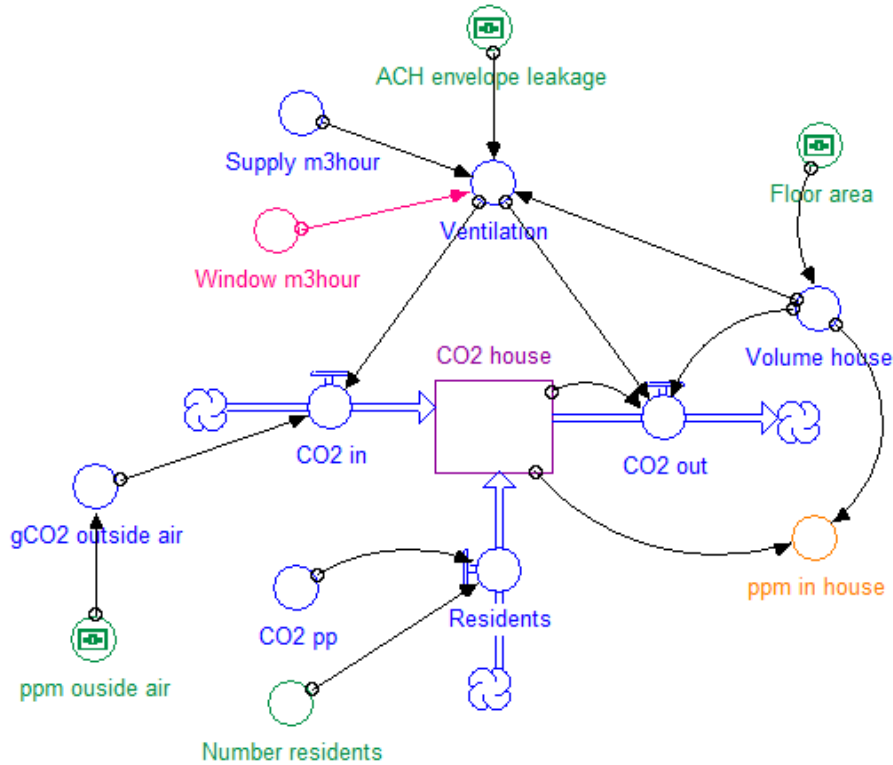 ACH envelope leakage
Supply m3hour
Floor area
Ventilation
Window m3hour
CO2 house
Volume house
CO2 in
CO2 out
gCO2 outside air
ppm in house
CO2 pp
Residents
ppm ouside air
Number residents